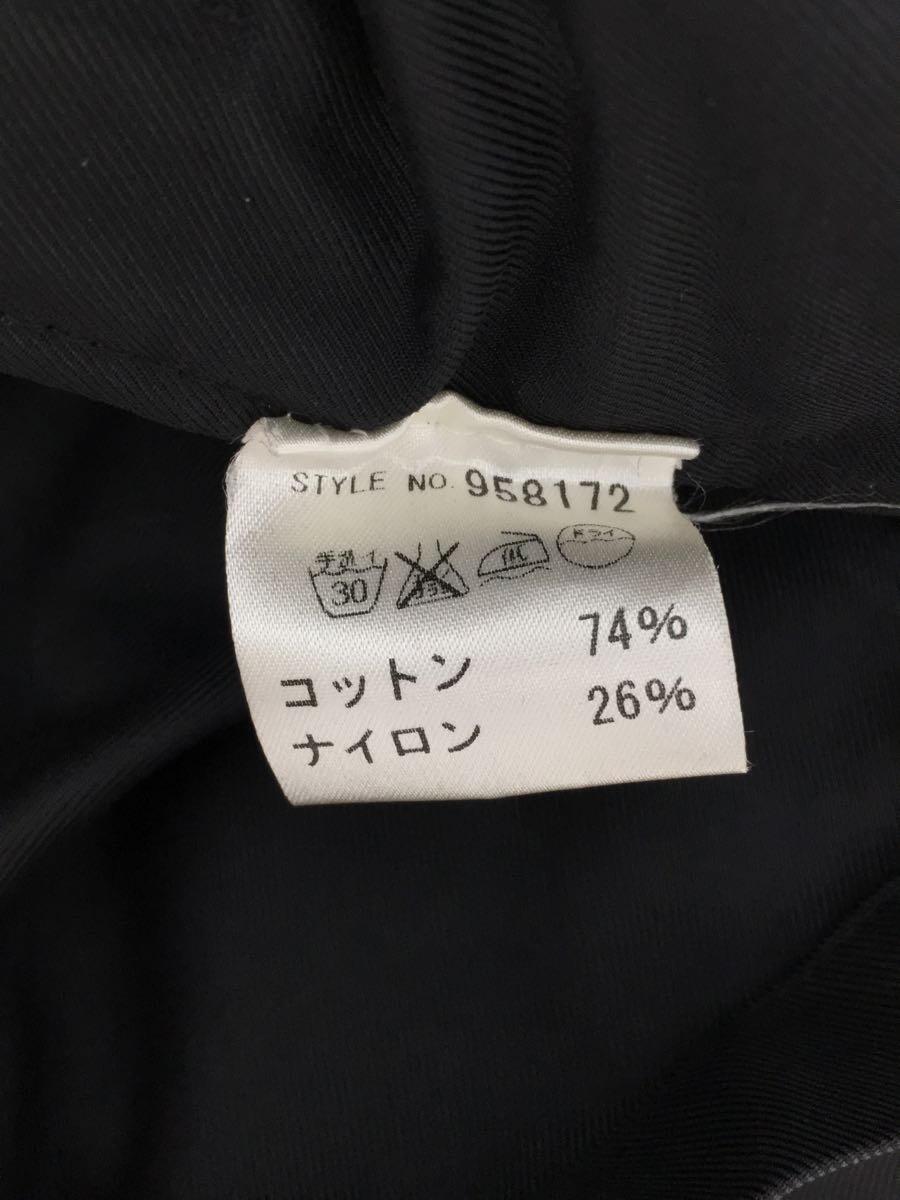 STYLE NO. 958172
手洗イ ドライ
30 中
コットン 74%
ナイロン 26%